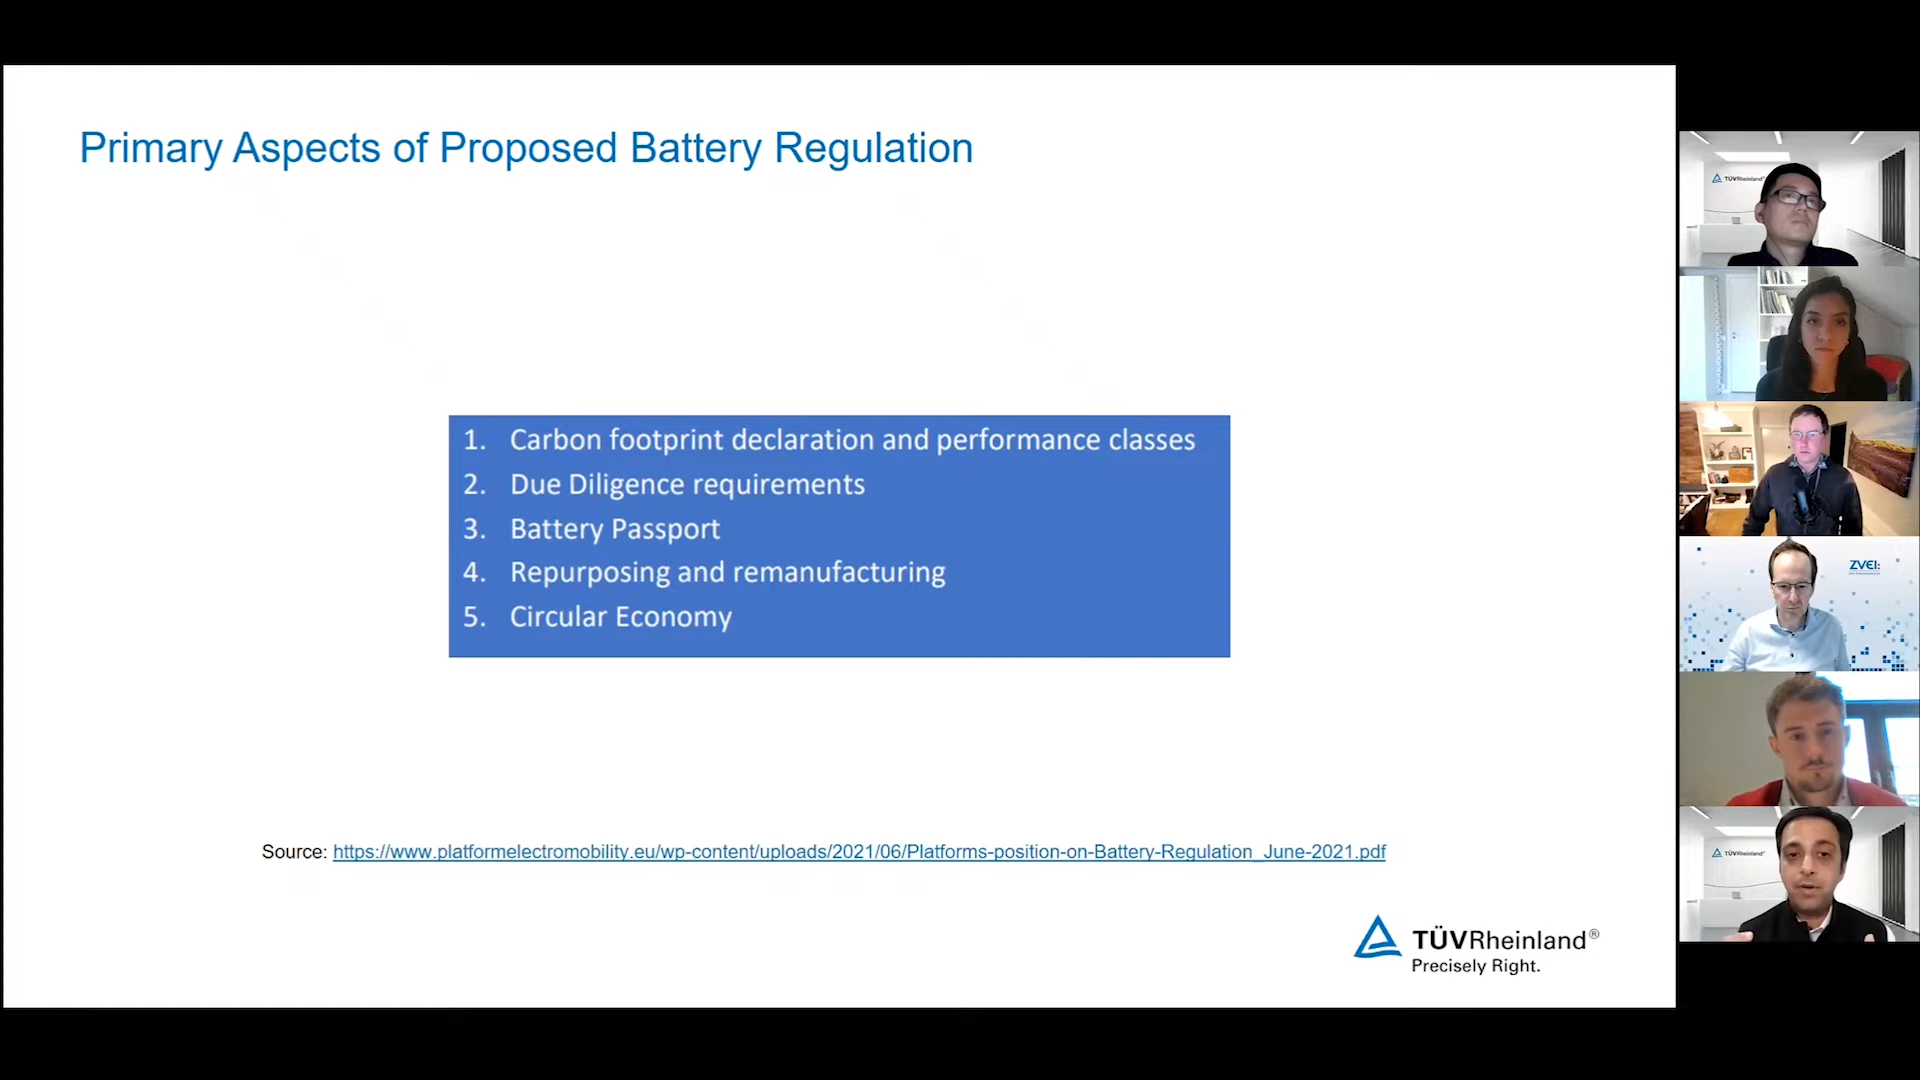 Primary Aspects of Proposed Battery Regulation
1. Carbon footprint declaration and performance classes
2. Due Diligence requirements
3. Battery Passport
4. Repurposing and remanufacturing
5. Circular Economy
Source: https://www.platformelectromobility.eu/wp-content/uploads/2021/06/Platforms-position-on-Battery-Regulation_June-2021.pdf
TÜVRheinland®
Precisely Right.
TÜVRheinland®
ZVEI:
TÜVRheinland®